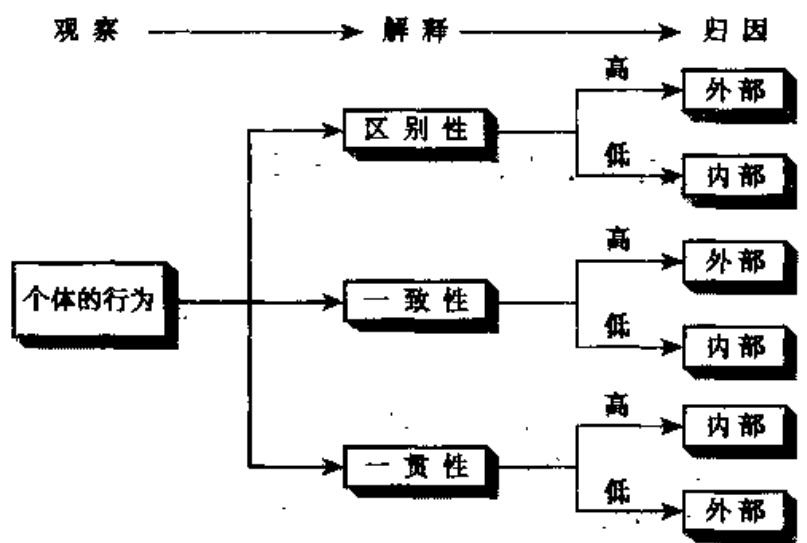 观察 解释 归因
高
外部
区别性
低
内部
高
外部
个体的行为
一致性
低
内部
高
内部
一贯性
低
外部